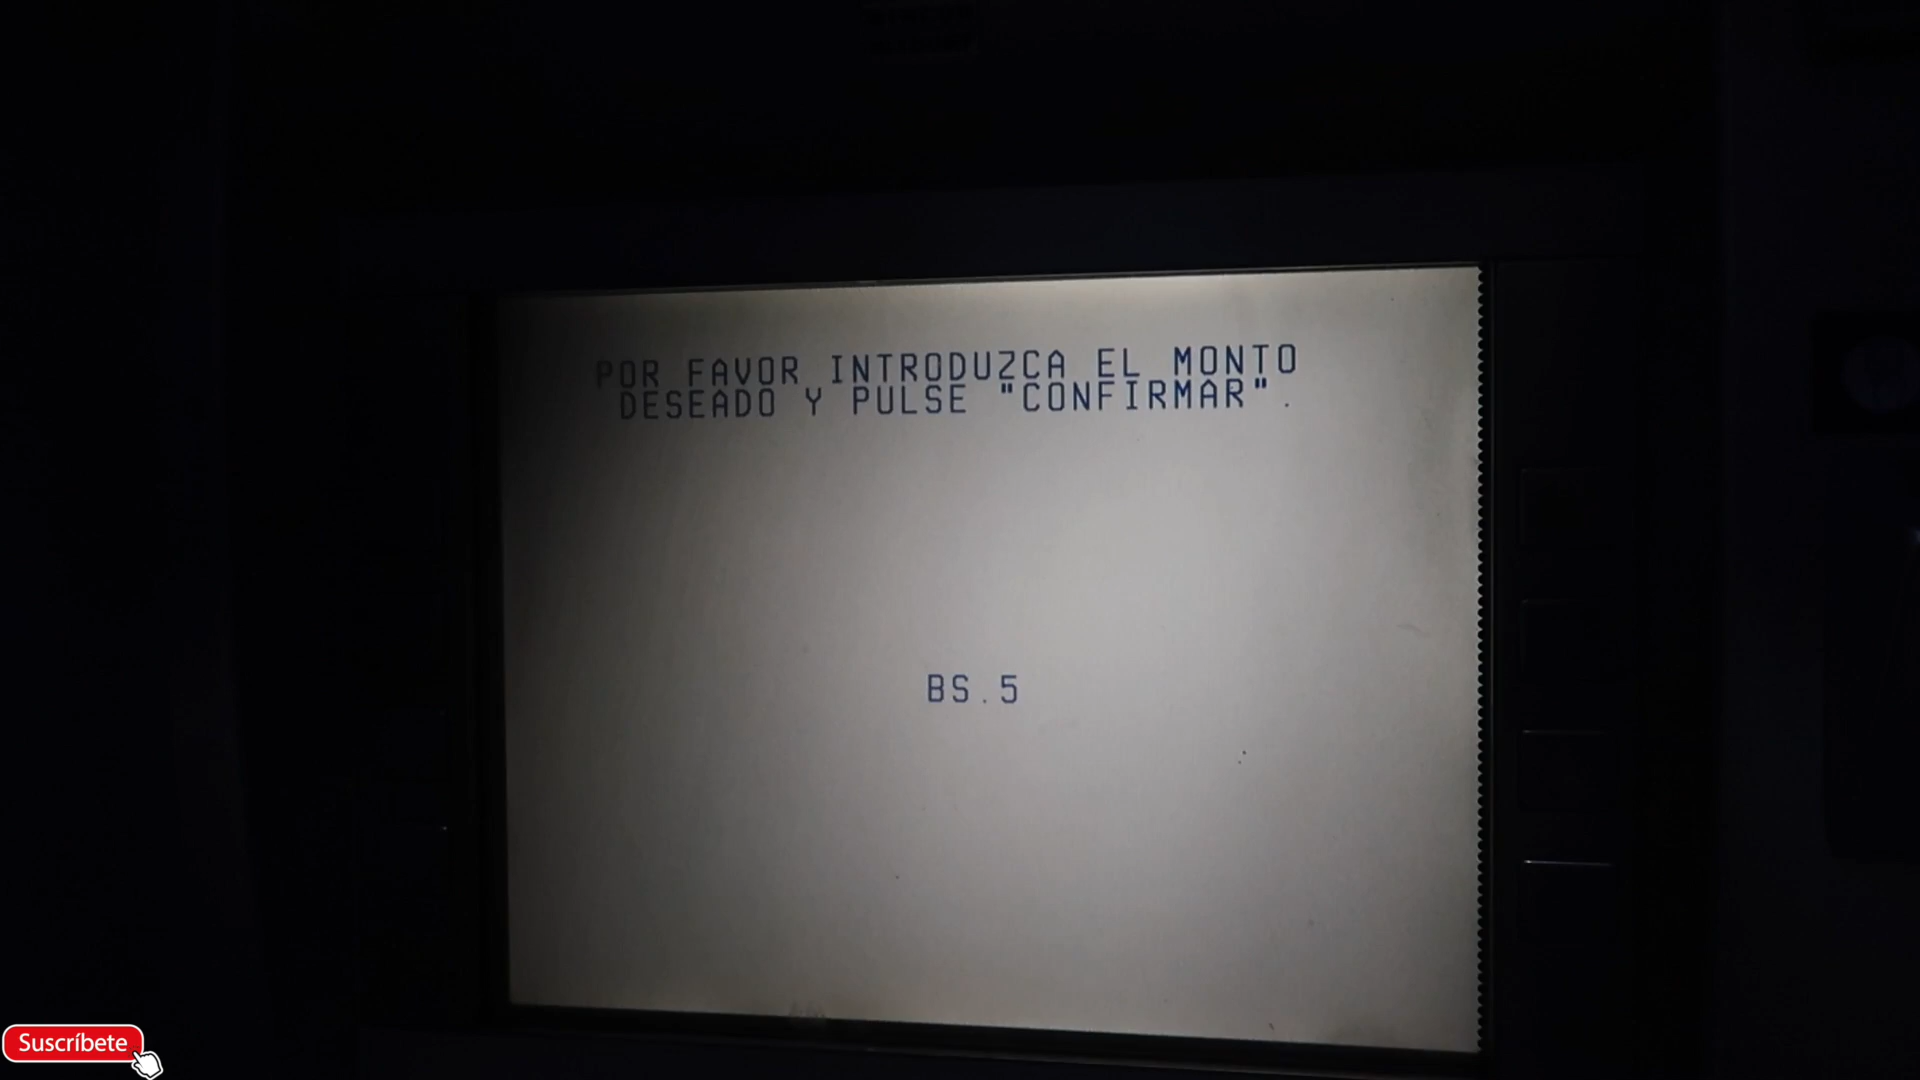 POR FAVOR INTRODUZCA EL MONTO
DESEADO Y PULSE "CONFIRMAR".
BS.5
Suscríbete